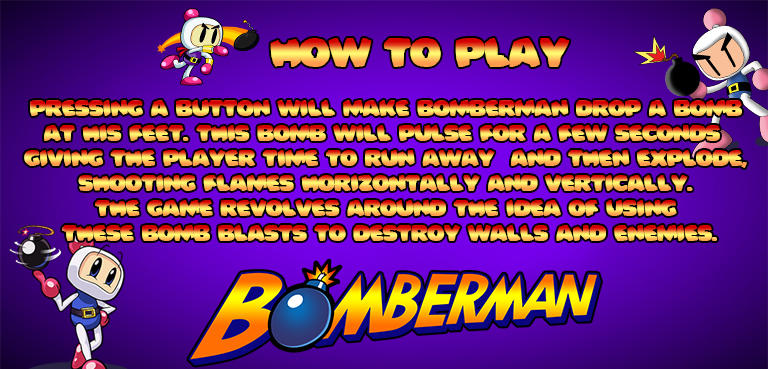 HOW TO PLAY
PRESSING A BUTTON WILL MAKE BOMBERMAN DROP A BOMB
AT HIS FEET. THIS BOMB WILL PULSE FOR A FEW SECONDS
GIVING THE PLAYER TIME TO RUN AWAY AND THEN EXPLODE,
SHOOTING FLAMES HORIZONTALLY AND VERTICALLY.
THE GAME REVOLVES AROUND THE IDEA OF USING
THESE BOMB BLASTS TO DESTROY WALLS AND ENEMIES.
BOMBERMAN